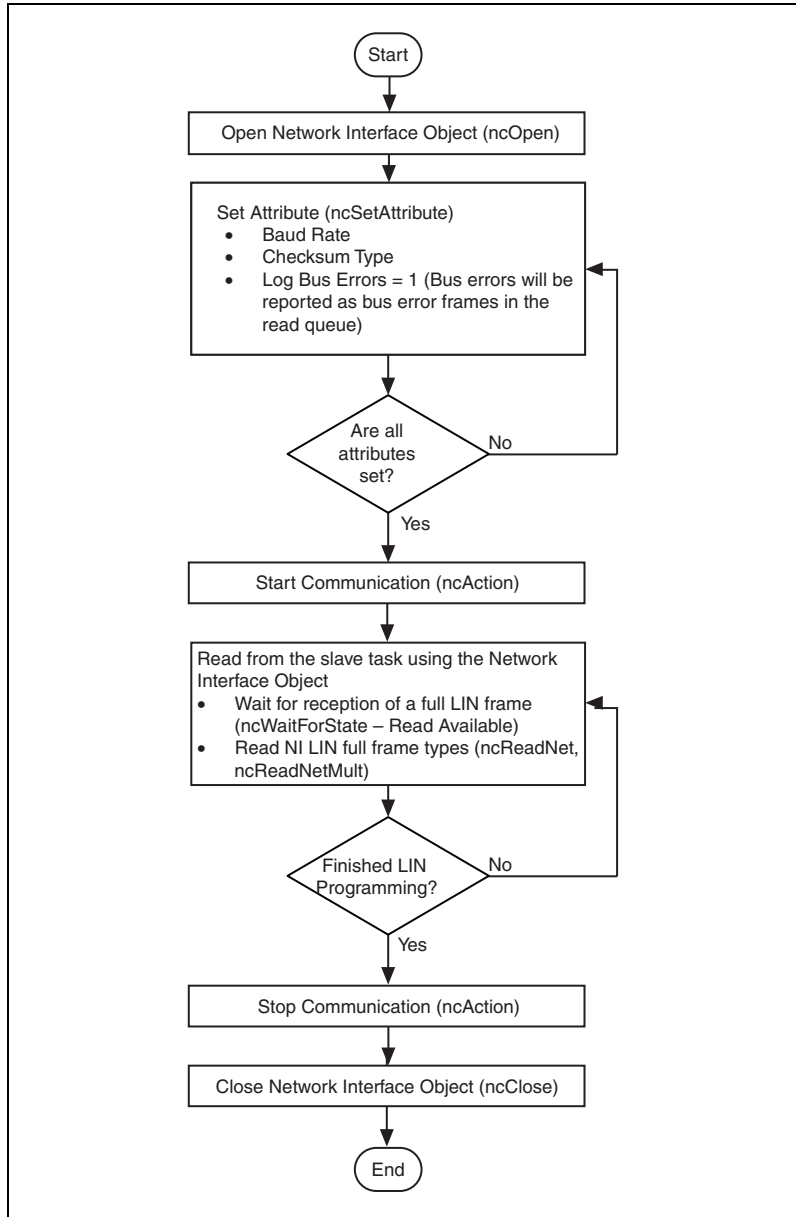 Start
Open Network Interface Object (ncOpen)
Set Attribute (ncSetAttribute)
• Baud Rate
• Checksum Type
• Log Bus Errors = 1 (Bus errors will be
reported as bus error frames in the
read queue)
Are all
attributes
set?
No
Yes
Start Communication (ncAction)
Read from the slave task using the Network
Interface Object
• Wait for reception of a full LIN frame
(ncWaitForState – Read Available)
• Read NI LIN full frame types (ncReadNet,
ncReadNetMult)
Finished LIN
Programming?
No
Yes
Stop Communication (ncAction)
Close Network Interface Object (ncClose)
End